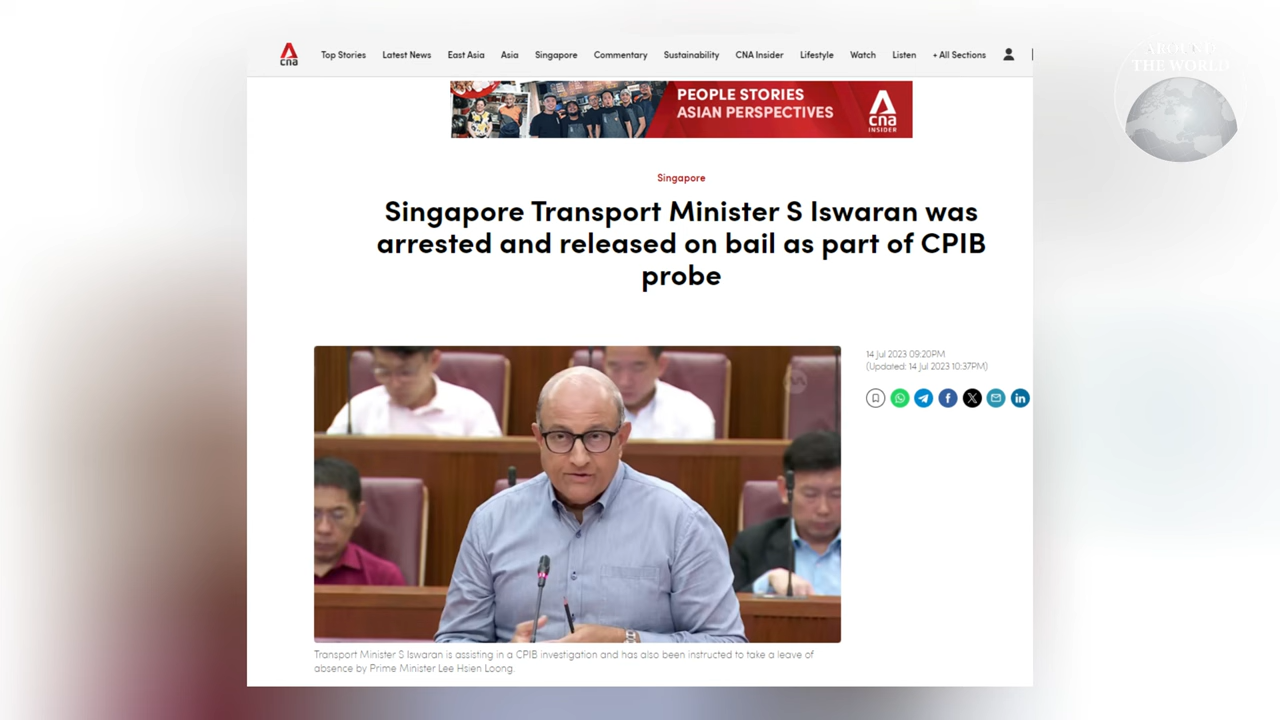 AROUND
THE WORLD
cna
Top Stories Latest News East Asia Asia Singapore Commentary Sustainability CNA Insider Lifestyle Watch Listen + All Sections
PEOPLE STORIES
ASIAN PERSPECTIVES
cna
INSIDER
Singapore
Singapore Transport Minister S Iswaran was
arrested and released on bail as part of CPIB
probe
14 Jul 2023 09:20PM
(Updated: 14 Jul 2023 10:37PM)
Transport Minister S Iswaran is assisting in a CPIB investigation and has also been instructed to take a leave of
absence by Prime Minister Lee Hsien Loong.